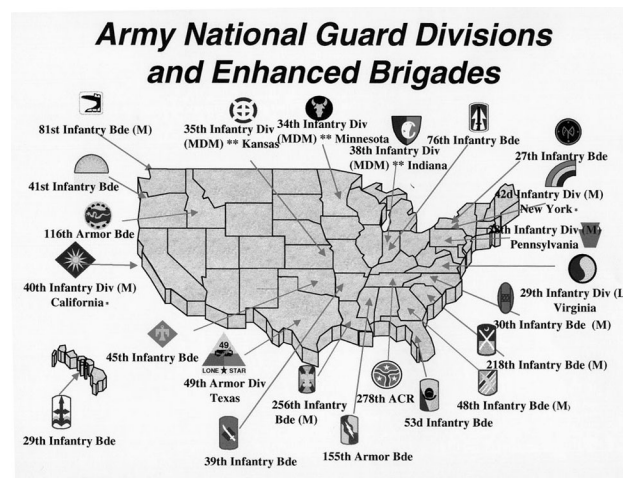 Army National Guard Divisions
and Enhanced Brigades
81st Infantry Bde (M)
35th Infantry Div
(MDM) ** Kansas
34th Infantry Div
(MDM) ** Minnesota
38th Infantry Div
(MDM) ** Indiana
76th Infantry Bde
27th Infantry Bde
41st Infantry Bde
42d Infantry Div (M)
New York *
116th Armor Bde
Infantry Div (M)
Pennsylvania
40th Infantry Div (M)
California *
29th Infantry Div (L
Virginia
30th Infantry Bde (M)
45th Infantry Bde
49
LONE ★ STAR
49th Armor Div
Texas
256th Infantry
Bde (M)
278th ACR
218th Infantry Bde (M)
48th Infantry Bde (M)
53d Infantry Bde
29th Infantry Bde
39th Infantry Bde
155th Armor Bde